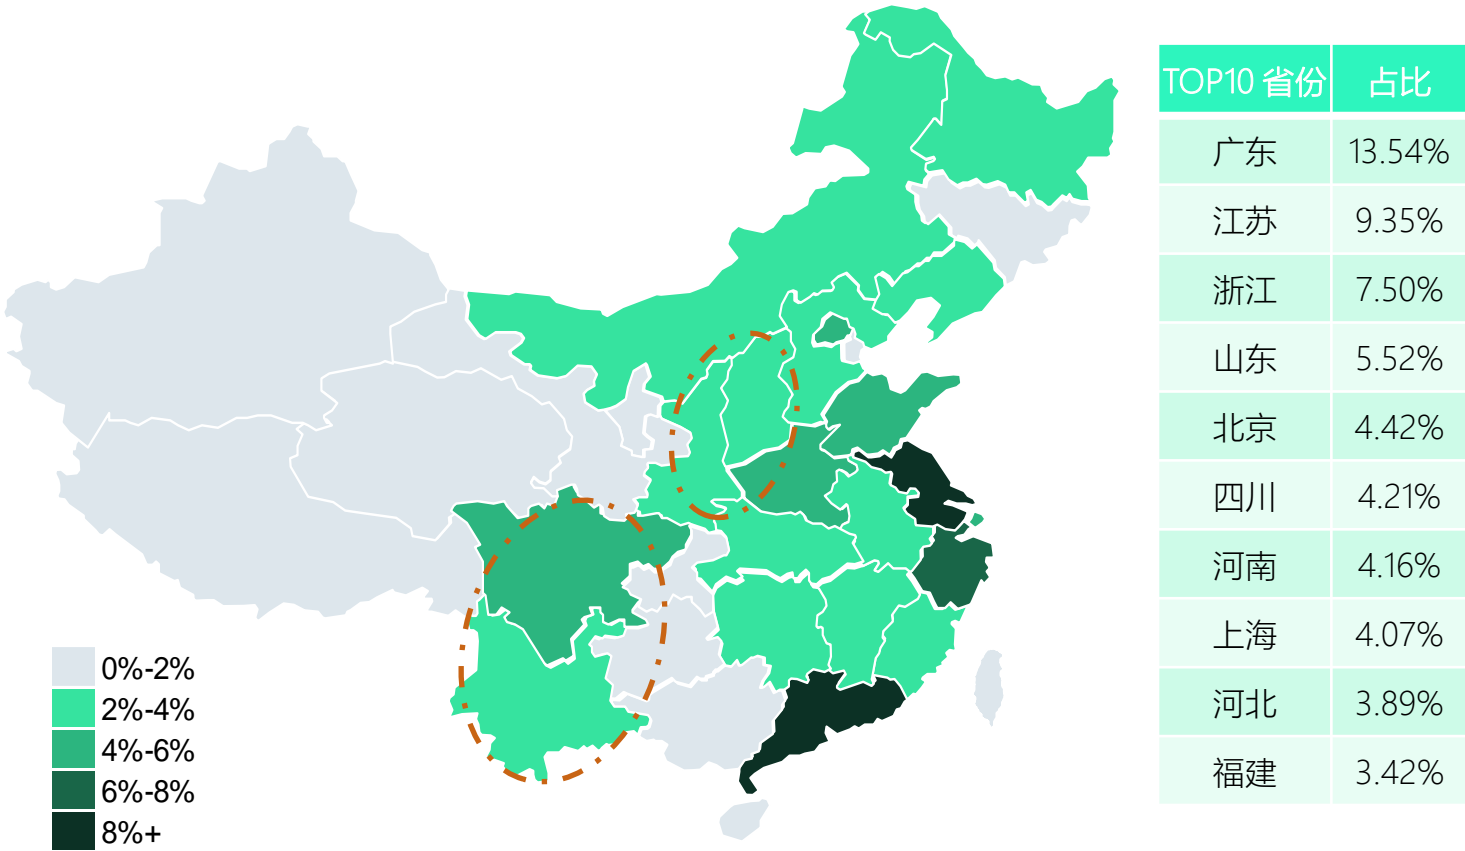 TOP10 省份 占比
广东 13.54%
江苏 9.35%
浙江 7.50%
山东 5.52%
北京 4.42%
四川 4.21%
河南 4.16%
上海 4.07%
河北 3.89%
福建 3.42%
0%-2%
2%-4%
4%-6%
6%-8%
8%+